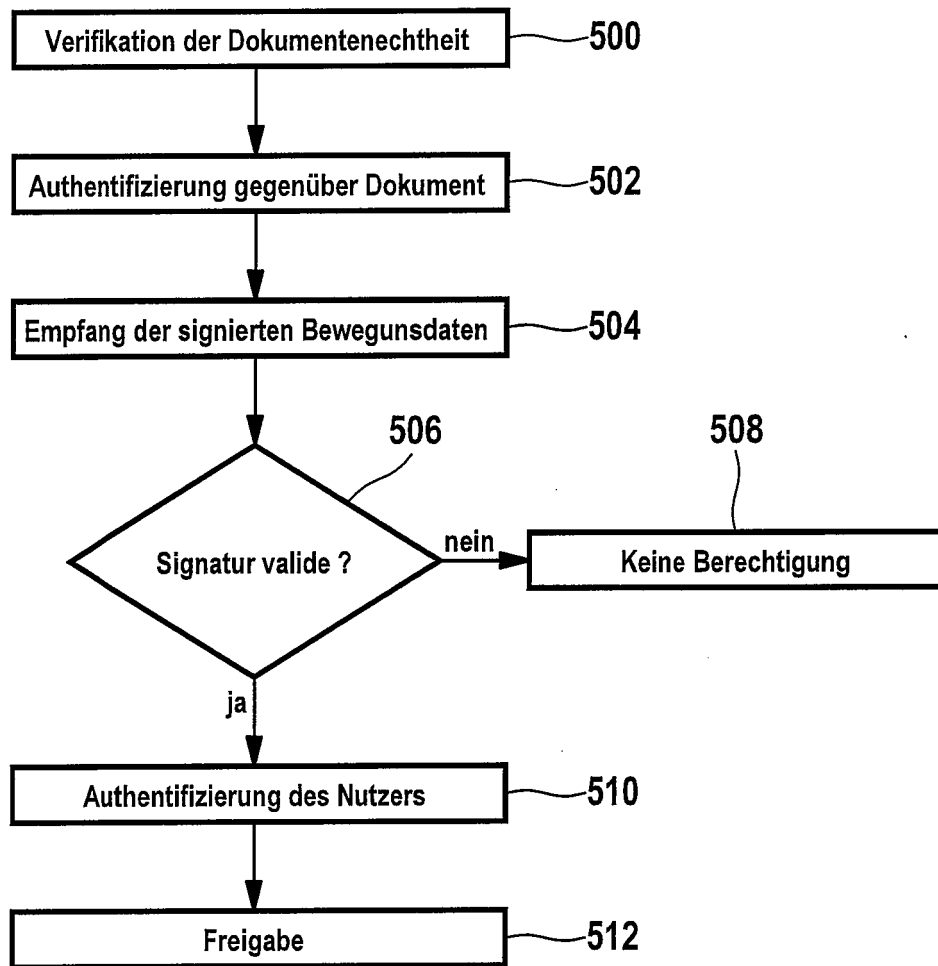 Verifikation der Dokumentenechtheit
500
Authentifizierung gegenüber Dokument
502
Empfang der signierten Bewegunsdaten
504
506
508
Signatur valide ?
nein
Keine Berechtigung
ja
Authentifizierung des Nutzers
510
Freigabe
512